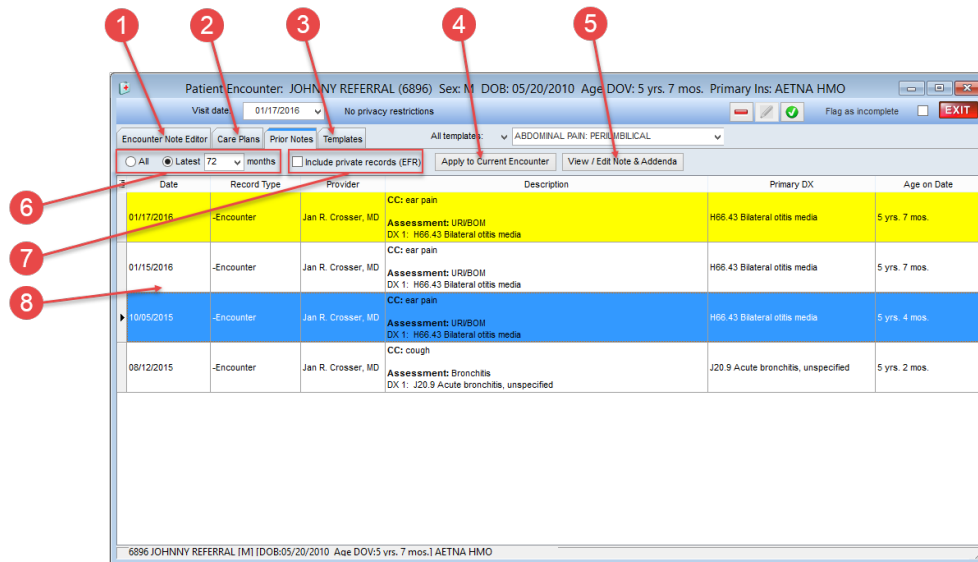 1 2 3 4 5
Patient Encounter: JOHNNY REFERRAL (6896) Sex: M DOB: 05/20/2010 Age DOV: 5 yrs. 7 mos. Primary Ins: AETNA HMO
Visit date: 01/17/2016 No privacy restrictions Flag as incomplete EXIT
Encounter Note Editor Care Plans Prior Notes Templates All templates: ABDOMINAL PAIN: PERIUMBILICAL
All Latest 72 months Include private records (EFR) Apply to Current Encounter View / Edit Note & Addenda
Date Record Type Provider Description Primary DX Age on Date
6
CC: ear pain
01/17/2016 -Encounter Jan R. Crosser, MD Assessment: URI/BOM H66.43 Bilateral otitis media 5 yrs. 7 mos.
DX 1: H66.43 Bilateral otitis media
7
CC: ear pain
01/15/2016 -Encounter Jan R. Crosser, MD Assessment: URI/BOM H66.43 Bilateral otitis media 5 yrs. 7 mos.
DX 1: H66.43 Bilateral otitis media
8
CC: ear pain
10/05/2015 -Encounter Jan R. Crosser, MD Assessment: URI/BOM H66.43 Bilateral otitis media 5 yrs. 4 mos.
DX 1: H66.43 Bilateral otitis media
CC: cough
08/12/2015 -Encounter Jan R. Crosser, MD Assessment: Bronchitis J20.9 Acute bronchitis, unspecified 5 yrs. 2 mos.
DX 1: J20.9 Acute bronchitis, unspecified
6896 JOHNNY REFERRAL [M] [DOB:05/20/2010 Age DOV:5 yrs. 7 mos.] AETNA HMO